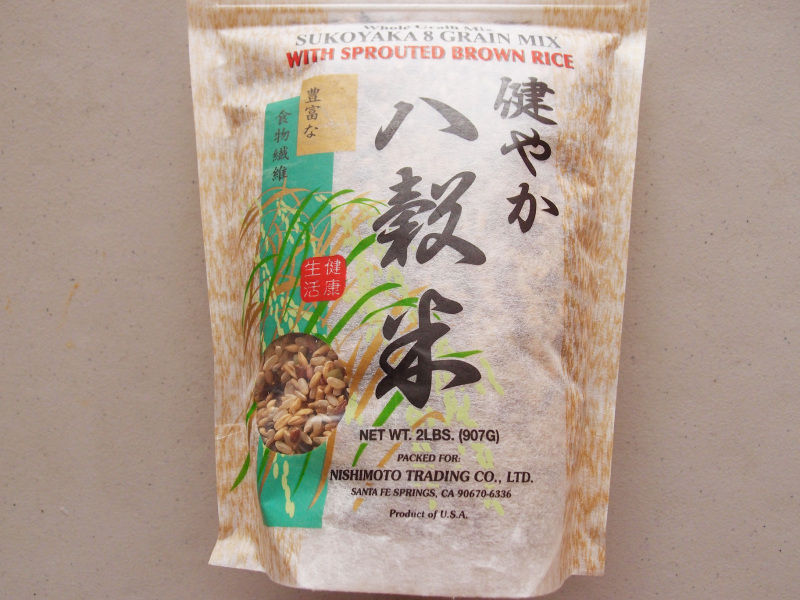 Whole Grain Mix
SUKOYAKA 8 GRAIN MIX
WITH SPROUTED BROWN RICE
健やか
八穀米
豊富な
食物繊維
健康
生活
NET WT. 2LBS. (907G)
PACKED FOR:
NISHIMOTO TRADING CO., LTD.
SANTA FE SPRINGS, CA 90670-6336
Product of U.S.A.